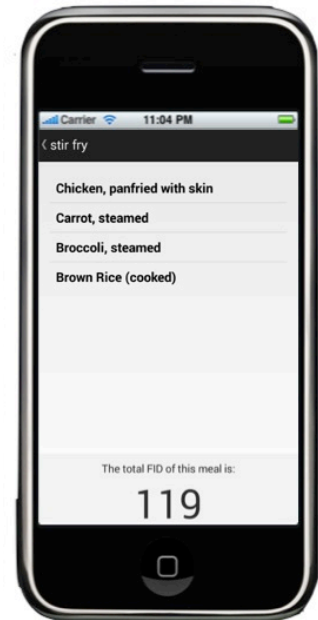 Carrier 11:04 PM
stir fry
Chicken, panfried with skin
Carrot, steamed
Broccoli, steamed
Brown Rice (cooked)
The total FID of this meal is:
119